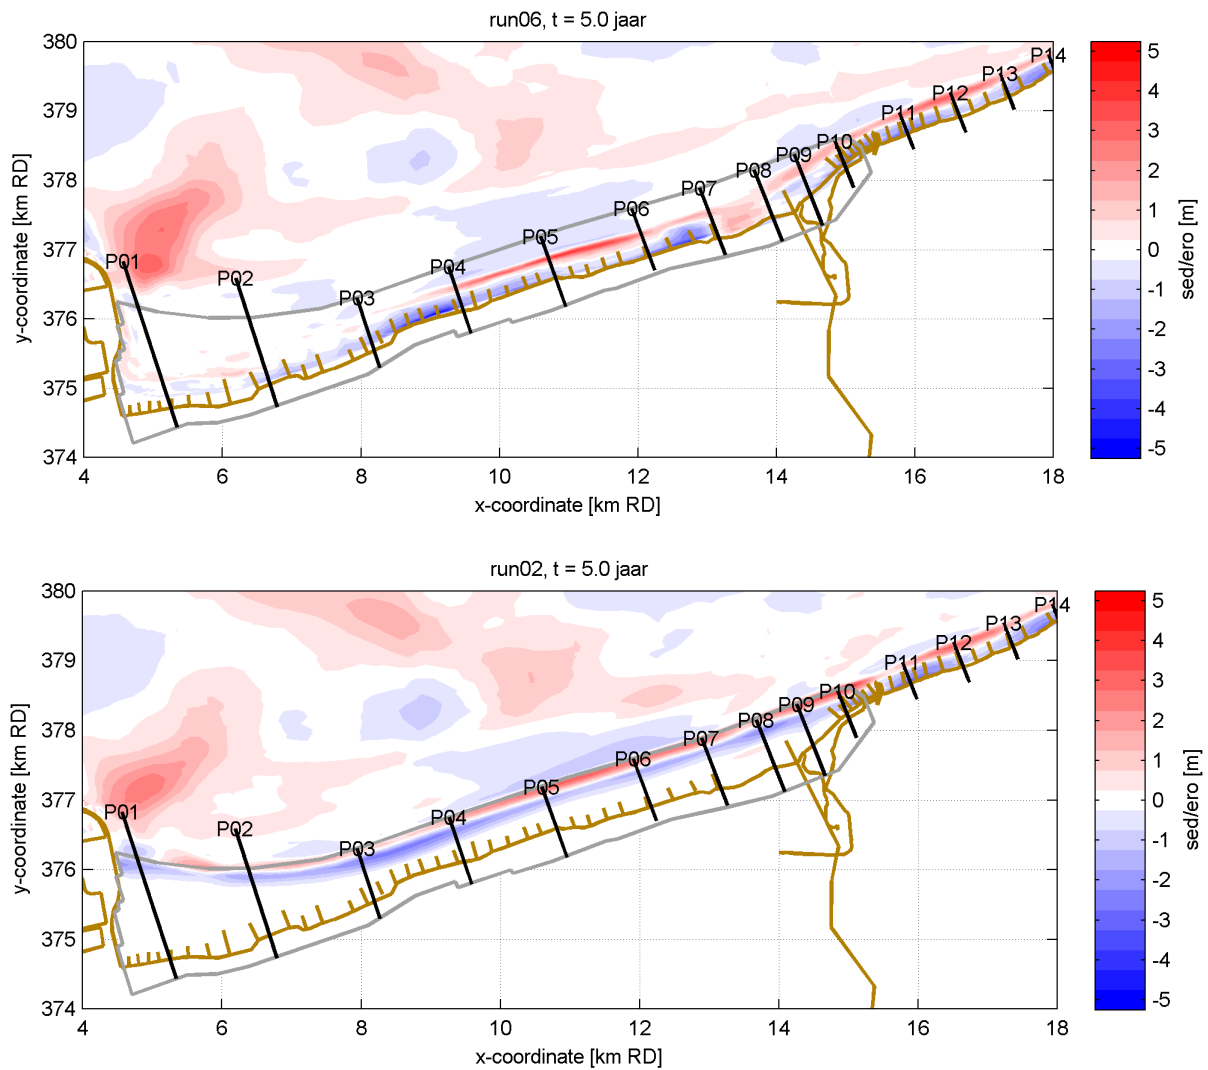 run06, t = 5.0 jaar
380
379
378
377
376
375
374
y-coordinate [km RD]
P01
P02
P03
P04
P05
P06
P07
P08
P09
P10
P11
P12
P13
P14
4
6
8
10
12
14
16
18
x-coordinate [km RD]
5
4
3
2
1
0
-1
-2
-3
-4
-5
sed/ero [m]
run02, t = 5.0 jaar
380
379
378
377
376
375
374
y-coordinate [km RD]
P01
P02
P03
P04
P05
P06
P07
P08
P09
P10
P11
P12
P13
P14
4
6
8
10
12
14
16
18
x-coordinate [km RD]
5
4
3
2
1
0
-1
-2
-3
-4
-5
sed/ero [m]